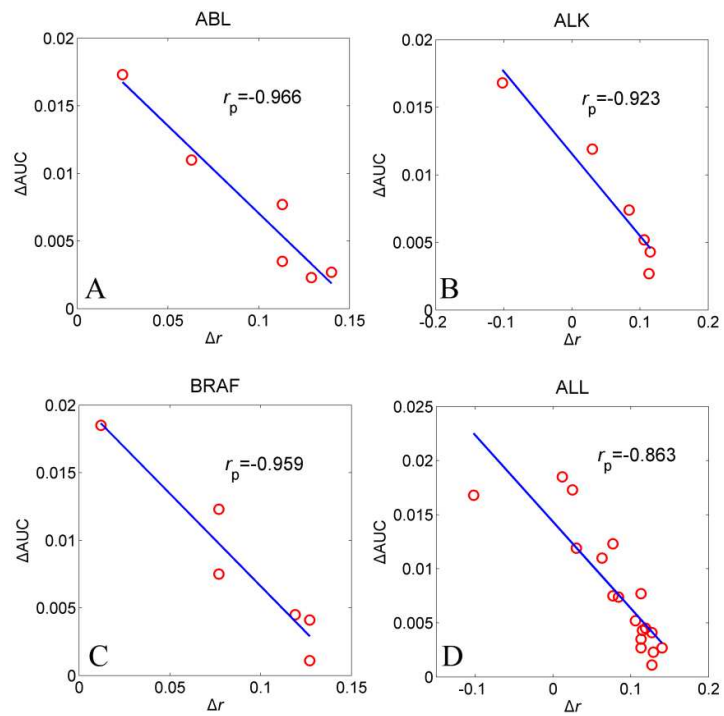 ABL
0.02
0.015
0.01
0.005
0
0 0.05 0.1 0.15
ΔAUC
Δr
rp=-0.966
A
ALK
0.02
0.015
0.01
0.005
0
-0.2 -0.1 0 0.1 0.2
ΔAUC
Δr
rp=-0.923
B
BRAF
0.02
0.015
0.01
0.005
0
0 0.05 0.1 0.15
ΔAUC
Δr
rp=-0.959
C
ALL
0.025
0.02
0.015
0.01
0.005
0
-0.1 0 0.1 0.2
ΔAUC
Δr
rp=-0.863
D